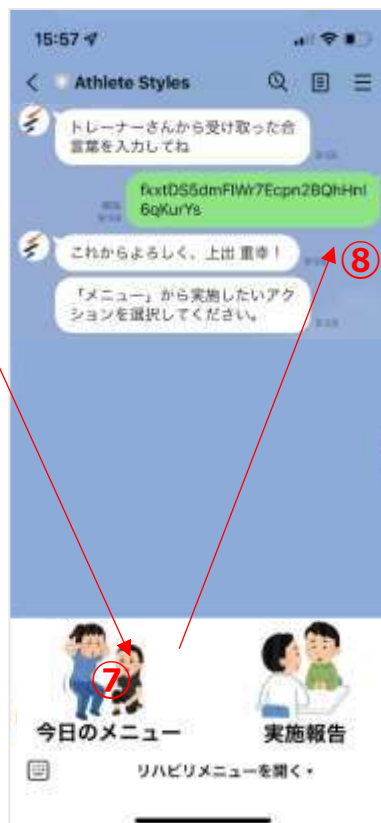 15:57
Athlete Styles
トレーナーさんから受け取った合
言葉を入力してね
6qKurYs
これからよろしく、上出 重幸！
⑧
「メニュー」から実施したいアク
ションを選択してください。
⑦
今日のメニュー
実施報告
リハビリメニューを開く